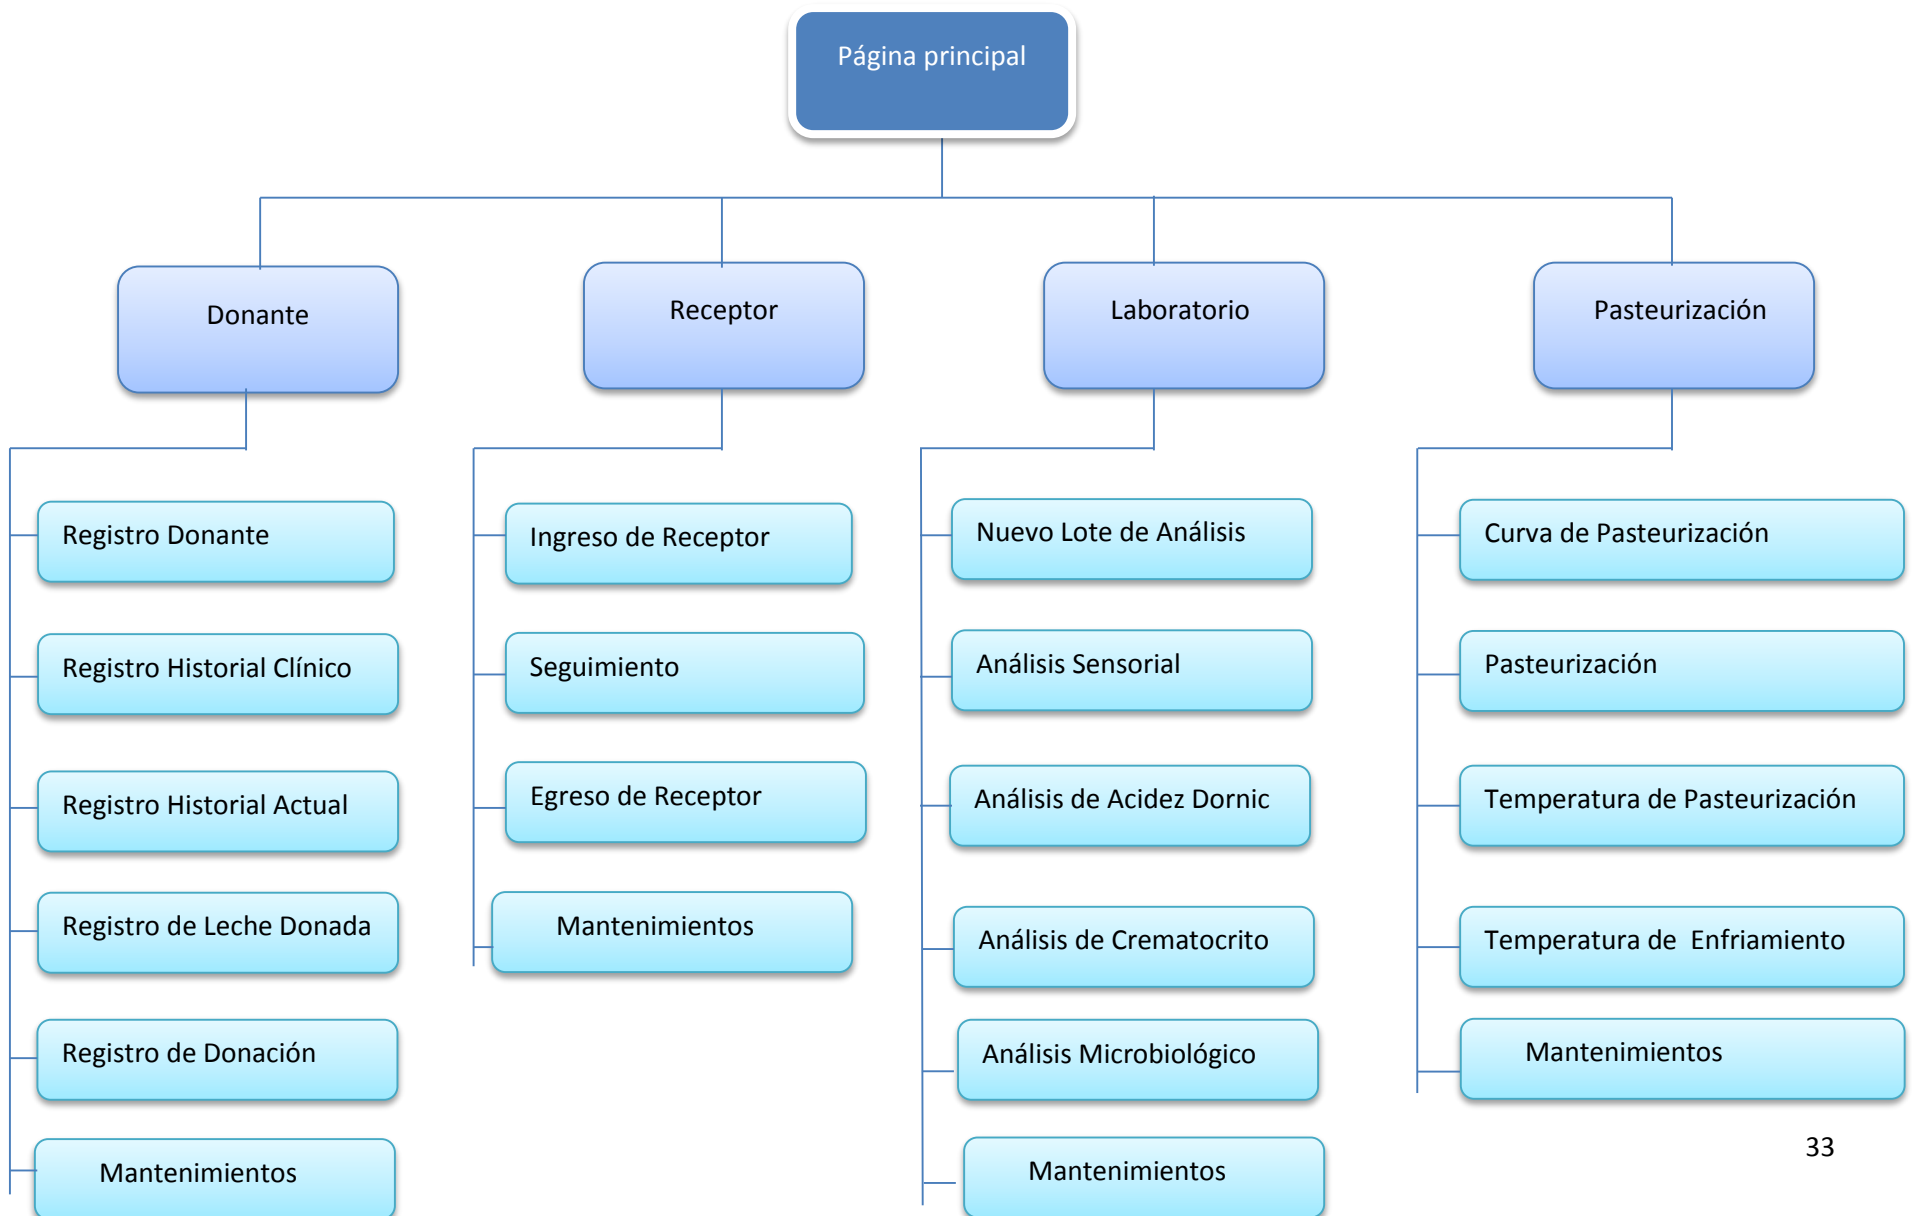 Página principal
Donante
Receptor
Laboratorio
Pasteurización
Registro Donante
Registro Historial Clínico
Registro Historial Actual
Registro de Leche Donada
Registro de Donación
Mantenimientos
Ingreso de Receptor
Seguimiento
Egreso de Receptor
Mantenimientos
Nuevo Lote de Análisis
Análisis Sensorial
Análisis de Acidez Dornic
Análisis de Crematocrito
Análisis Microbiológico
Mantenimientos
Curva de Pasteurización
Pasteurización
Temperatura de Pasteurización
Temperatura de  Enfriamiento
Mantenimientos
33